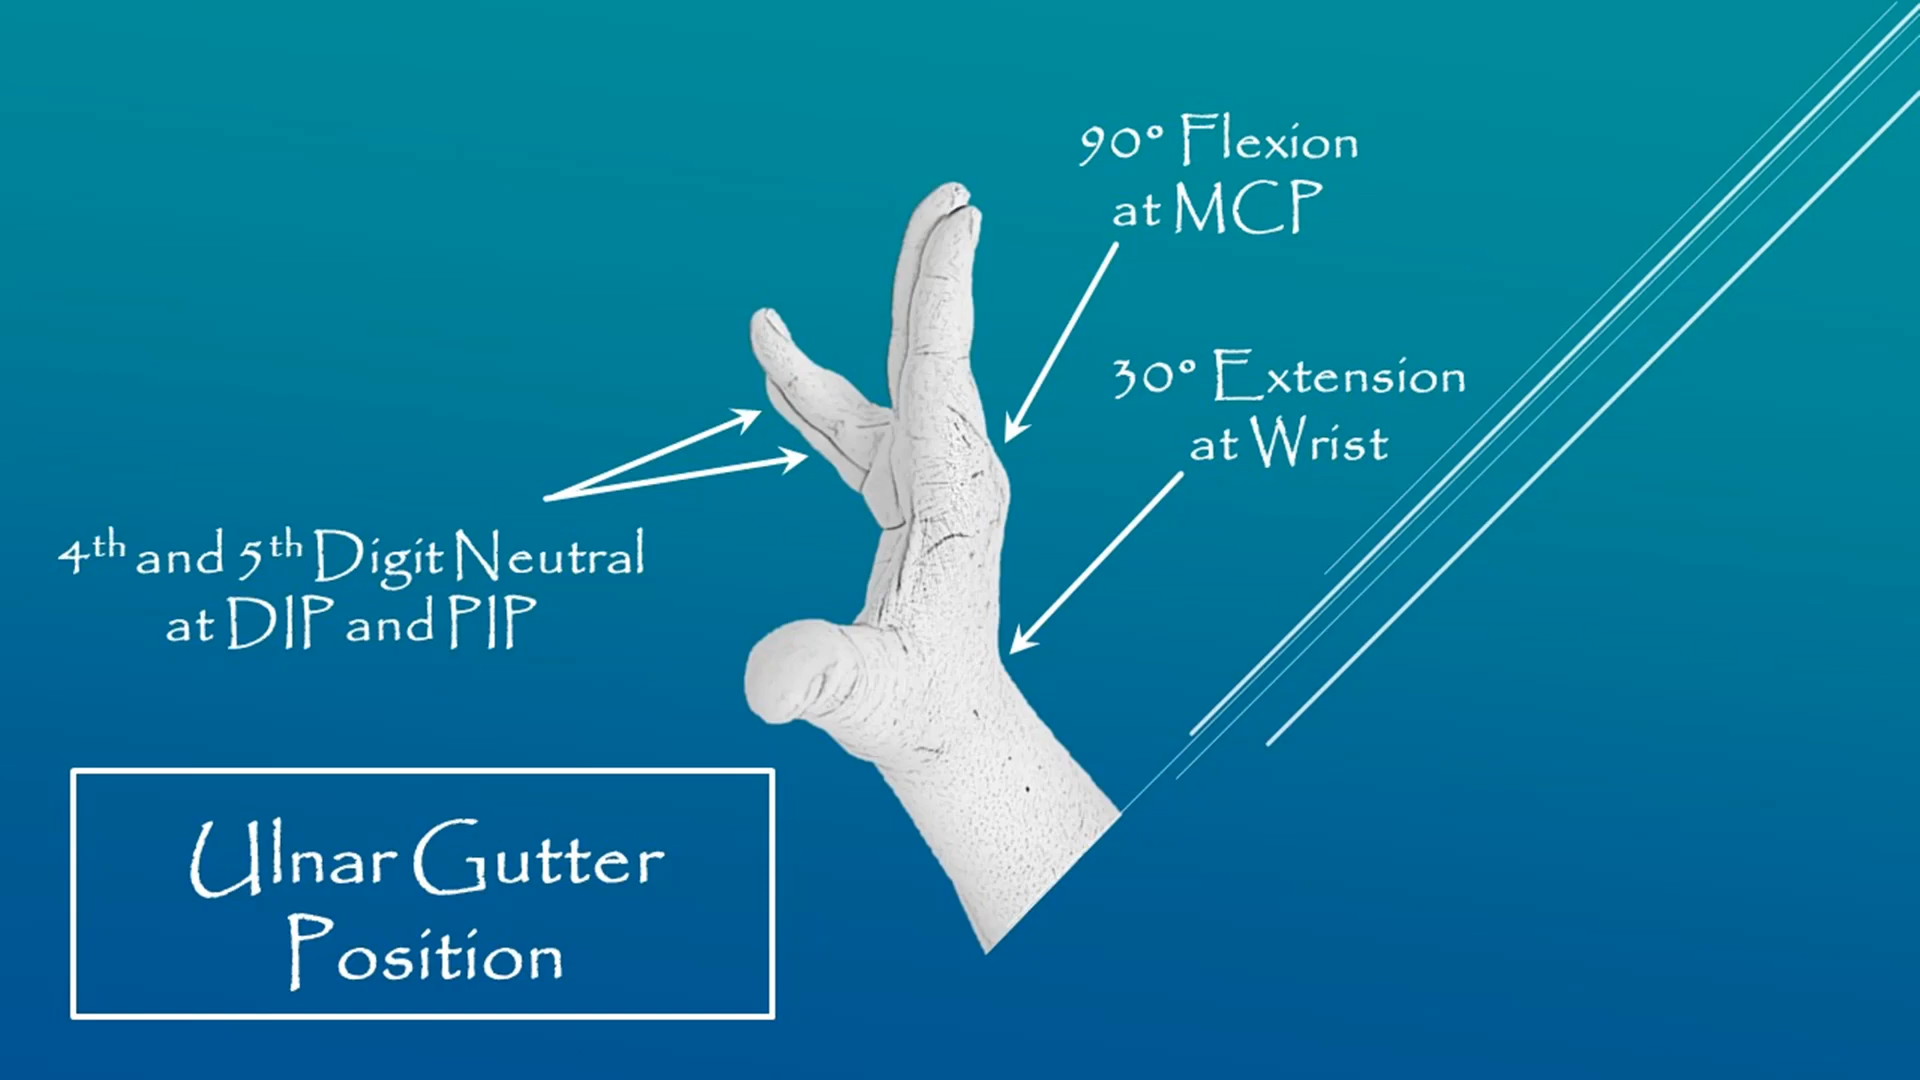 90° Flexion
at MCP
30° Extension
at Wrist
4th and 5th Digit Neutral
at DIP and PIP
Ulnar Gutter
Position